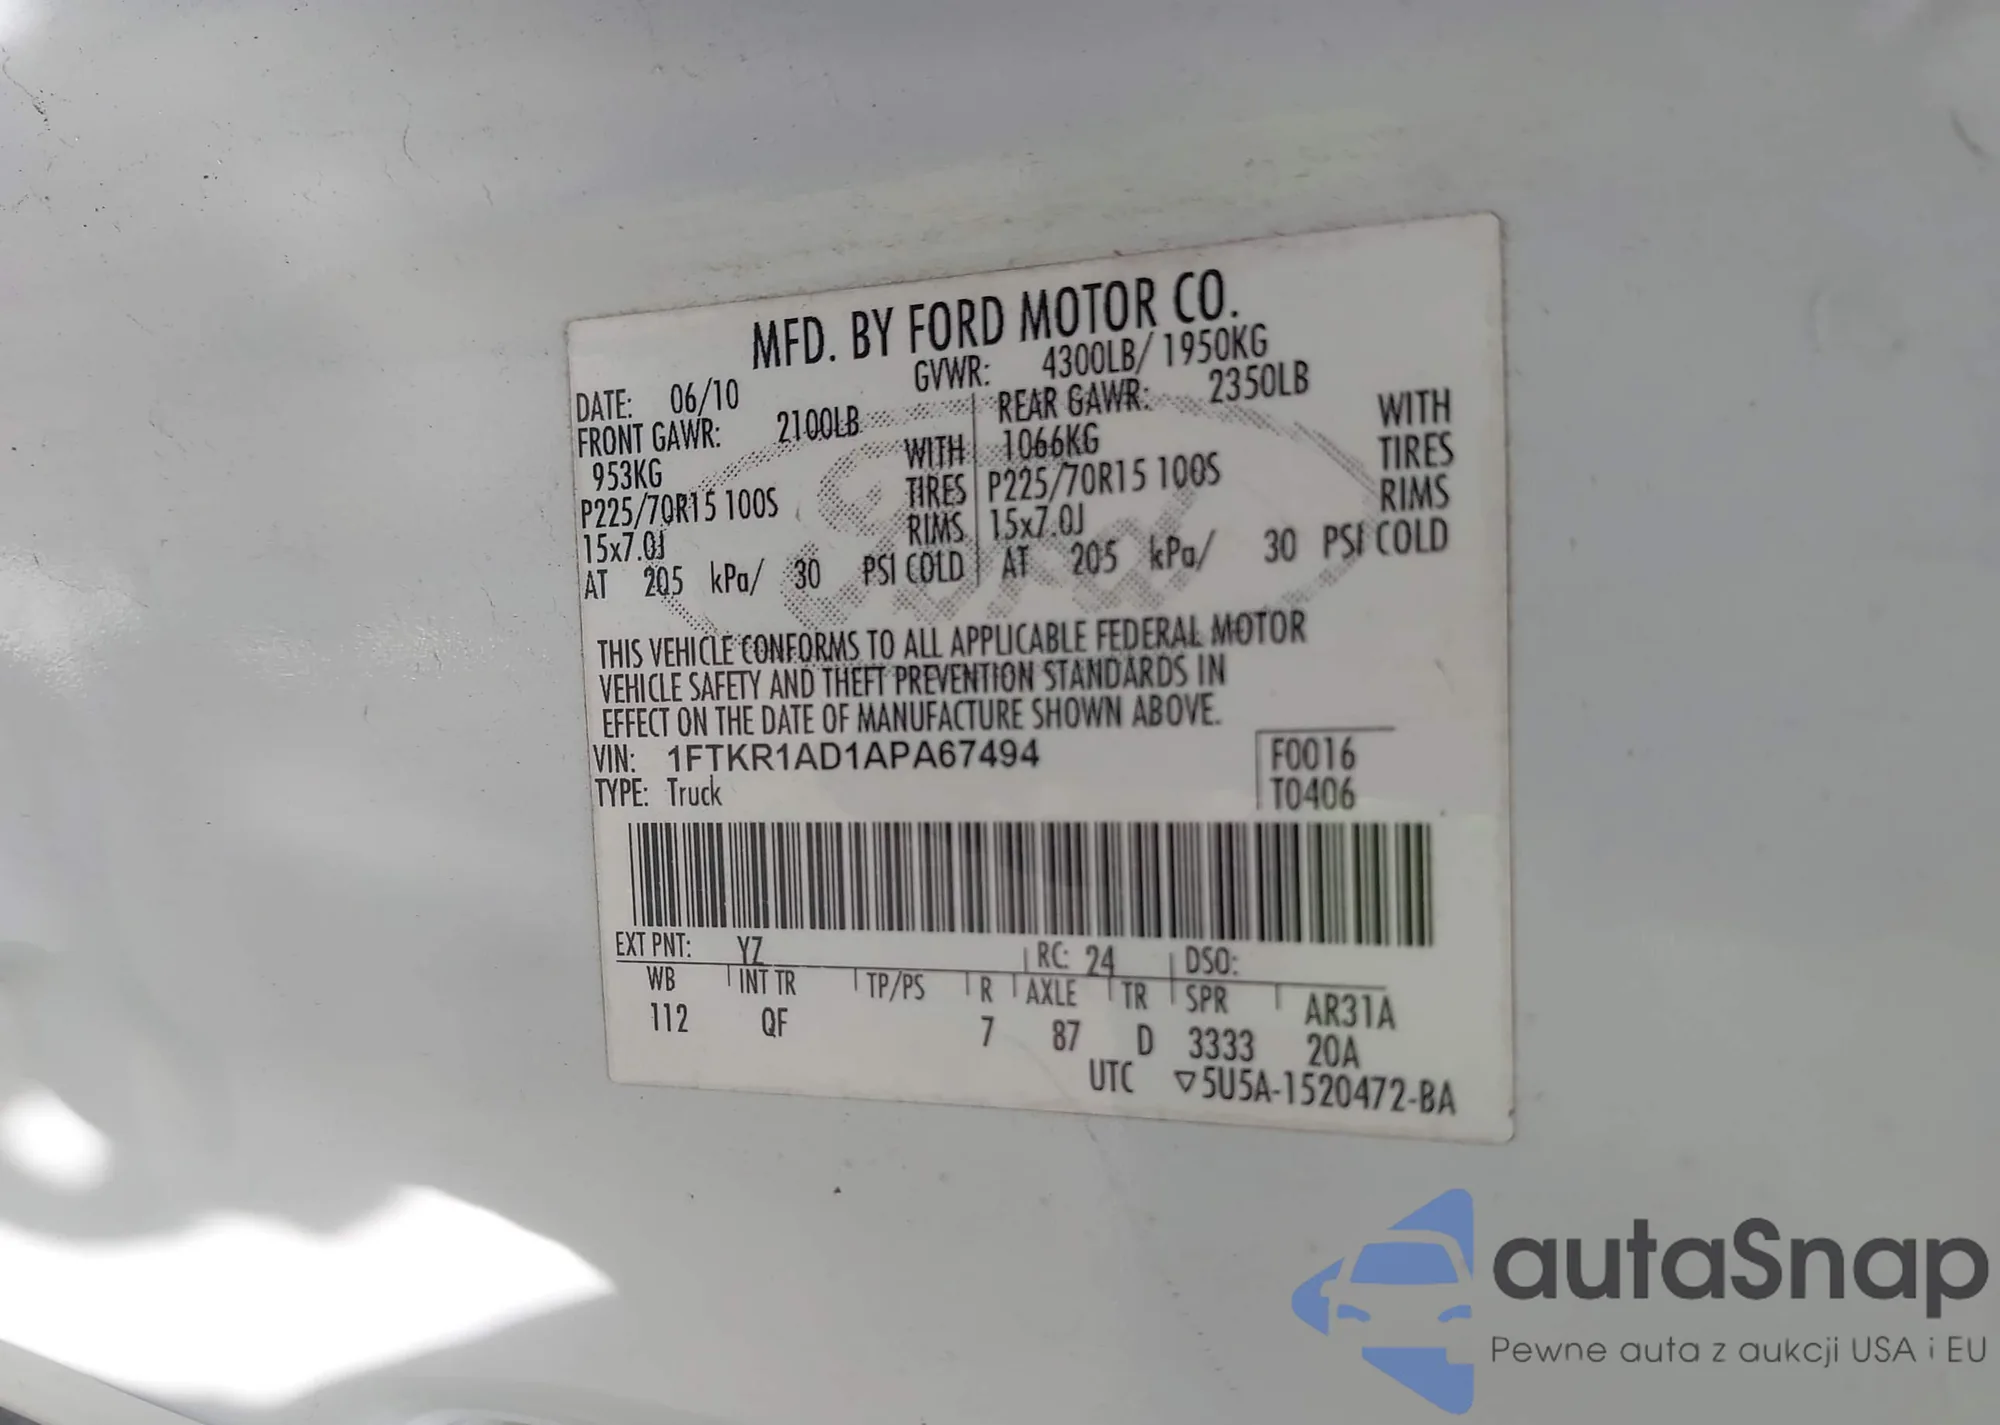 MFD. BY FORD MOTOR CO.
DATE: 06/10 GVWR: 4300LB/ 1950KG
FRONT GAWR: 2100LB REAR GAWR: 2350LB
953KG WITH 1066KG WITH
P225/70R15 100S TIRES P225/70R15 100S TIRES
15x7.0J RIMS 15x7.0J RIMS
AT 205 kPa/ 30 PSI COLD AT 205 kPa/ 30 PSI COLD
THIS VEHICLE CONFORMS TO ALL APPLICABLE FEDERAL MOTOR
VEHICLE SAFETY AND THEFT PREVENTION STANDARDS IN
EFFECT ON THE DATE OF MANUFACTURE SHOWN ABOVE.
VIN: 1FTKR1AD1APA67494 F0016
TYPE: Truck T0406
EXT PNT: YZ RC: 24 DSO:
WB INT TR TP/PS R AXLE TR SPR AR31A
112 QF 7 87 D 3333 20A
UTC ▽5U5A-1520472-BA
Ford
autaSnap
Pewne auta z aukcji USA i EU